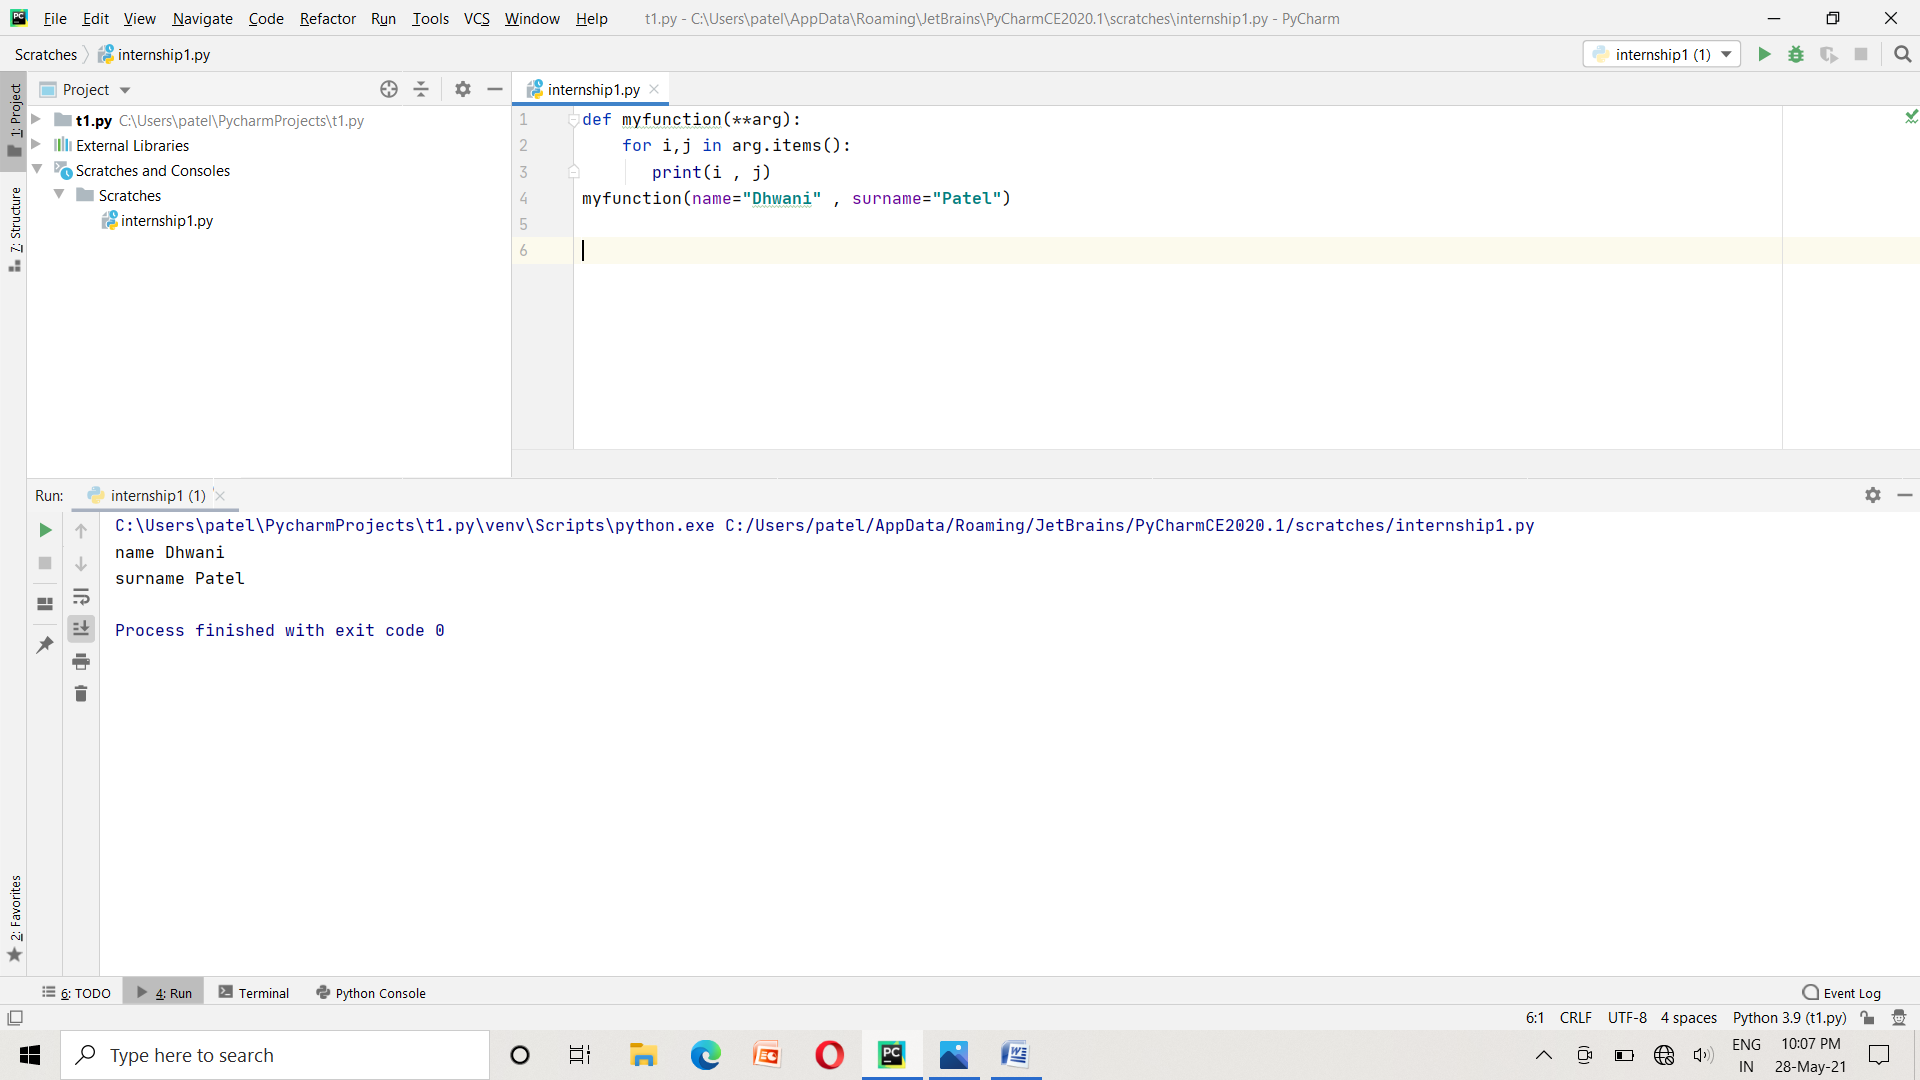 File Edit View Navigate Code Refactor Run Tools VCS Window Help t1.py - C:\Users\patel\AppData\Roaming\JetBrains\PyCharmCE2020.1\scratches\internship1.py - PyCharm
Scratches internship1.py
internship1 (1)
1: Project
Project
internship1.py
t1.py C:\Users\patel\PycharmProjects\t1.py
External Libraries
Scratches and Consoles
Scratches
internship1.py
7: Structure
1 def myfunction(**arg):
2 for i,j in arg.items():
3 print(i , j)
4 myfunction(name="Dhwani" , surname="Patel")
5
6
Run: internship1 (1)
C:\Users\patel\PycharmProjects\t1.py\venv\Scripts\python.exe C:/Users/patel/AppData/Roaming/JetBrains/PyCharmCE2020.1/scratches/internship1.py
name Dhwani
surname Patel
Process finished with exit code 0
2: Favorites
6: TODO 4: Run Terminal Python Console Event Log
6:1 CRLF UTF-8 4 spaces Python 3.9 (t1.py)
Type here to search
ENG
IN
10:07 PM
28-May-21